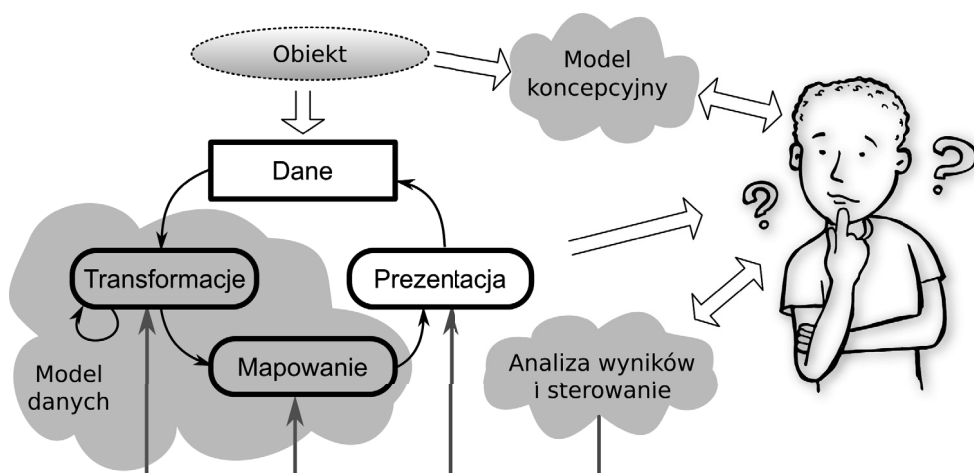 Obiekt
Model
koncepcyjny
Dane
?
?
Transformacje
Prezentacja
Mapowanie
Model
danych
Analiza wyników
i sterowanie